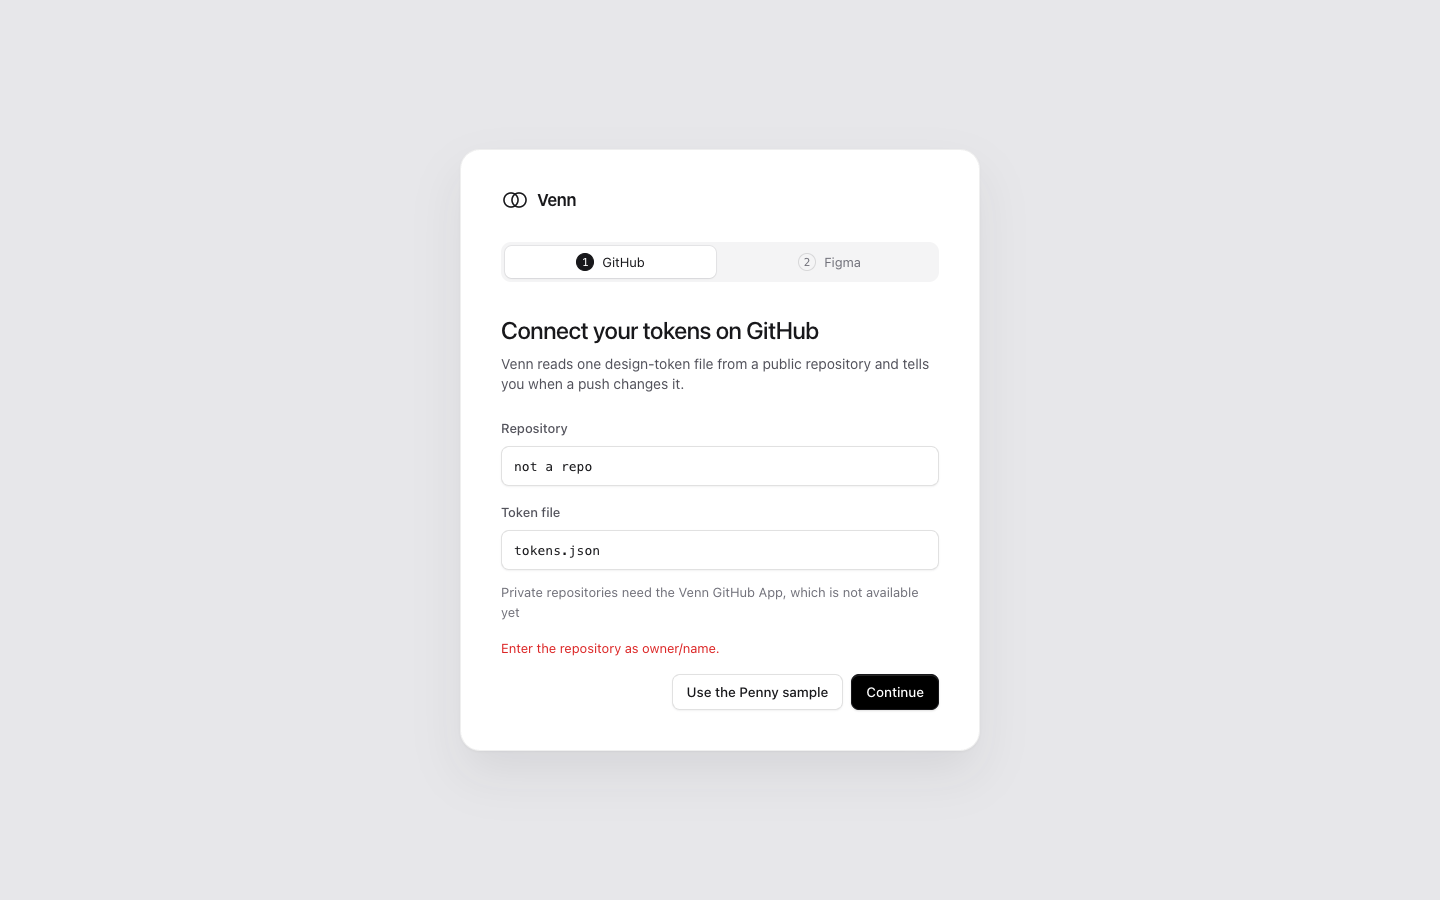 Venn
1 GitHub
2 Figma
Connect your tokens on GitHub
Venn reads one design-token file from a public repository and tells
you when a push changes it.
Repository
not a repo
Token file
tokens.json
Private repositories need the Venn GitHub App, which is not available
yet
Enter the repository as owner/name.
Use the Penny sample
Continue